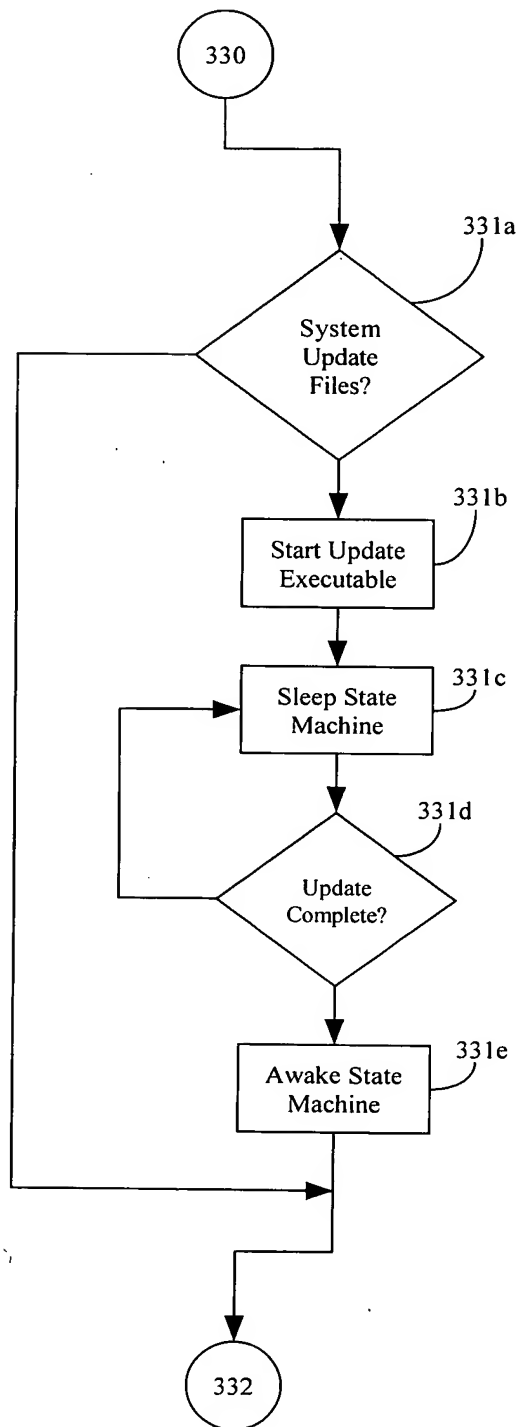 330
331a
System
Update
Files?
331b
Start Update
Executable
331c
Sleep State
Machine
331d
Update
Complete?
331e
Awake State
Machine
332